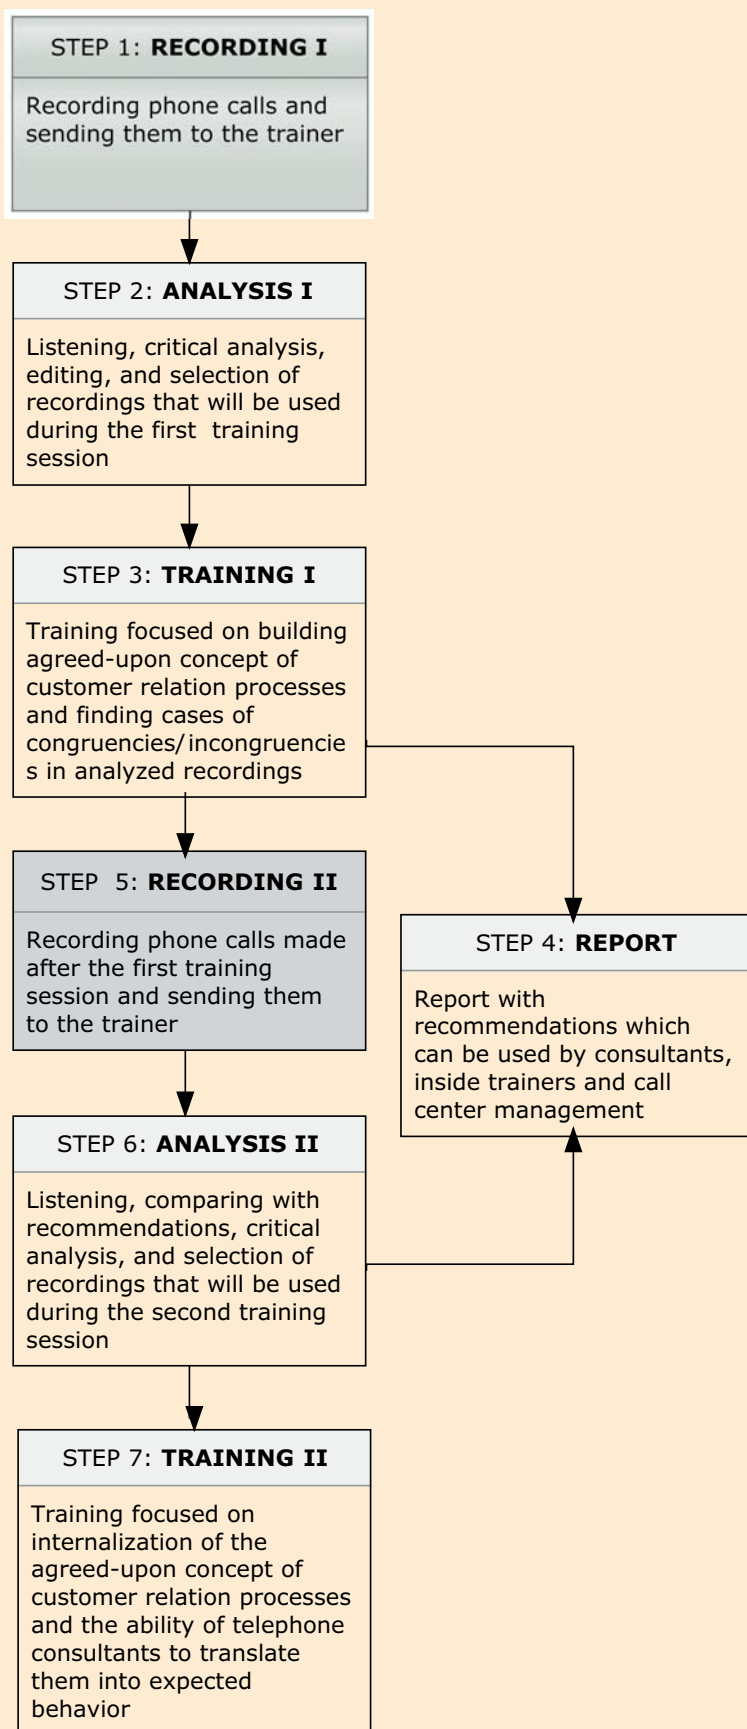 STEP 1: RECORDING I
Recording phone calls and
sending them to the trainer
STEP 2: ANALYSIS I
Listening, critical analysis,
editing, and selection of
recordings that will be used
during the first training
session
STEP 3: TRAINING I
Training focused on building
agreed-upon concept of
customer relation processes
and finding cases of
congruencies/incongruencie
s in analyzed recordings
STEP 5: RECORDING II
Recording phone calls made
after the first training
session and sending them
to the trainer
STEP 4: REPORT
Report with
recommendations which
can be used by consultants,
inside trainers and call
center management
STEP 6: ANALYSIS II
Listening, comparing with
recommendations, critical
analysis, and selection of
recordings that will be used
during the second training
session
STEP 7: TRAINING II
Training focused on
internalization of the
agreed-upon concept of
customer relation processes
and the ability of telephone
consultants to translate
them into expected
behavior